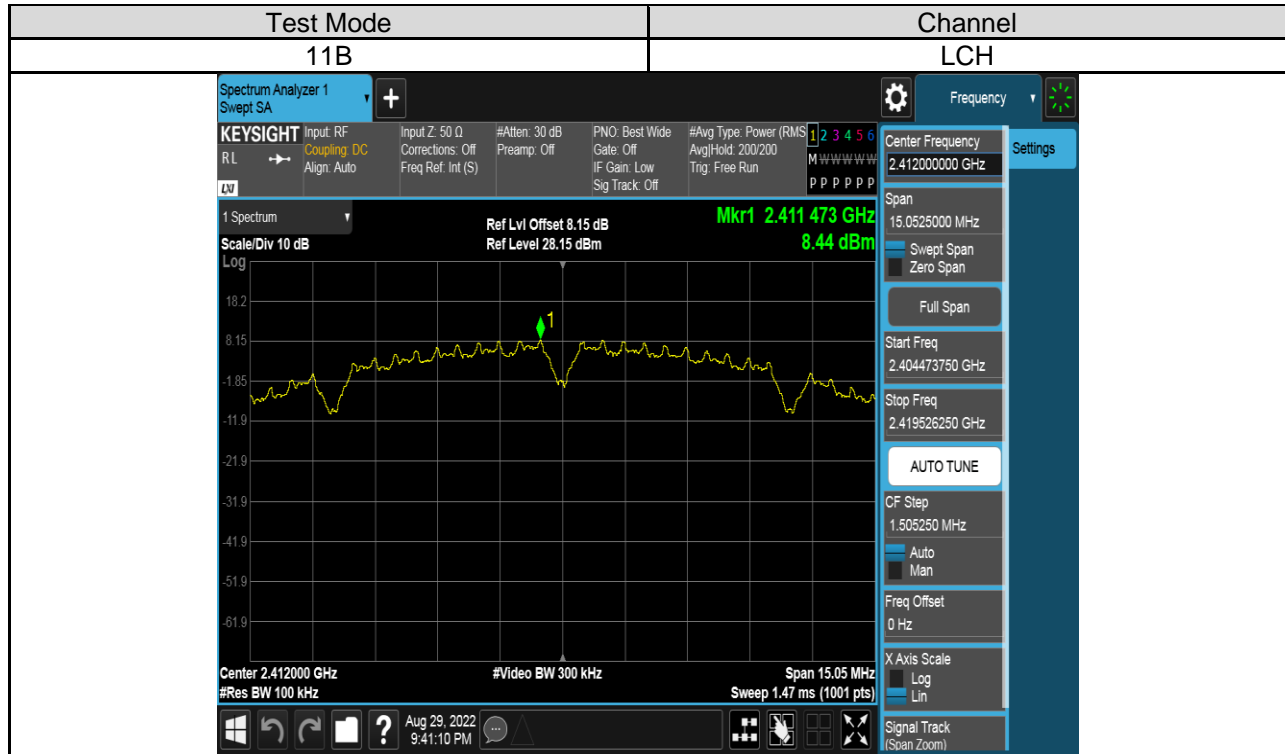 Test Mode Channel
11B LCH
Spectrum Analyzer 1
Swept SA
+
Frequency
KEYSIGHT Input: RF Input Z: 50 Ω #Atten: 30 dB PNO: Best Wide #Avg Type: Power (RMS 1 2 3 4 5 6
RL Coupling: DC Corrections: Off Preamp: Off Gate: Off Avg|Hold: 200/200 M W W W W W
Align: Auto Freq Ref: Int (S) IF Gain: Low Trig: Free Run
LXI Sig Track: Off P P P P P P
1 Spectrum
Ref Lvl Offset 8.15 dB
Mkr1 2.411 473 GHz
Scale/Div 10 dB
Ref Level 28.15 dBm
8.44 dBm
Log
18.2
8.15
-1.85
-11.9
-21.9
-31.9
-41.9
-51.9
-61.9
1
Center 2.412000 GHz #Video BW 300 kHz Span 15.05 MHz
#Res BW 100 kHz Sweep 1.47 ms (1001 pts)
? Aug 29, 2022
9:41:10 PM
Center Frequency
2.412000000 GHz
Settings
Span
15.0525000 MHz
Swept Span
Zero Span
Full Span
Start Freq
2.404473750 GHz
Stop Freq
2.419526250 GHz
AUTO TUNE
CF Step
1.505250 MHz
Auto
Man
Freq Offset
0 Hz
X Axis Scale
Log
Lin
Signal Track
(Span Zoom)